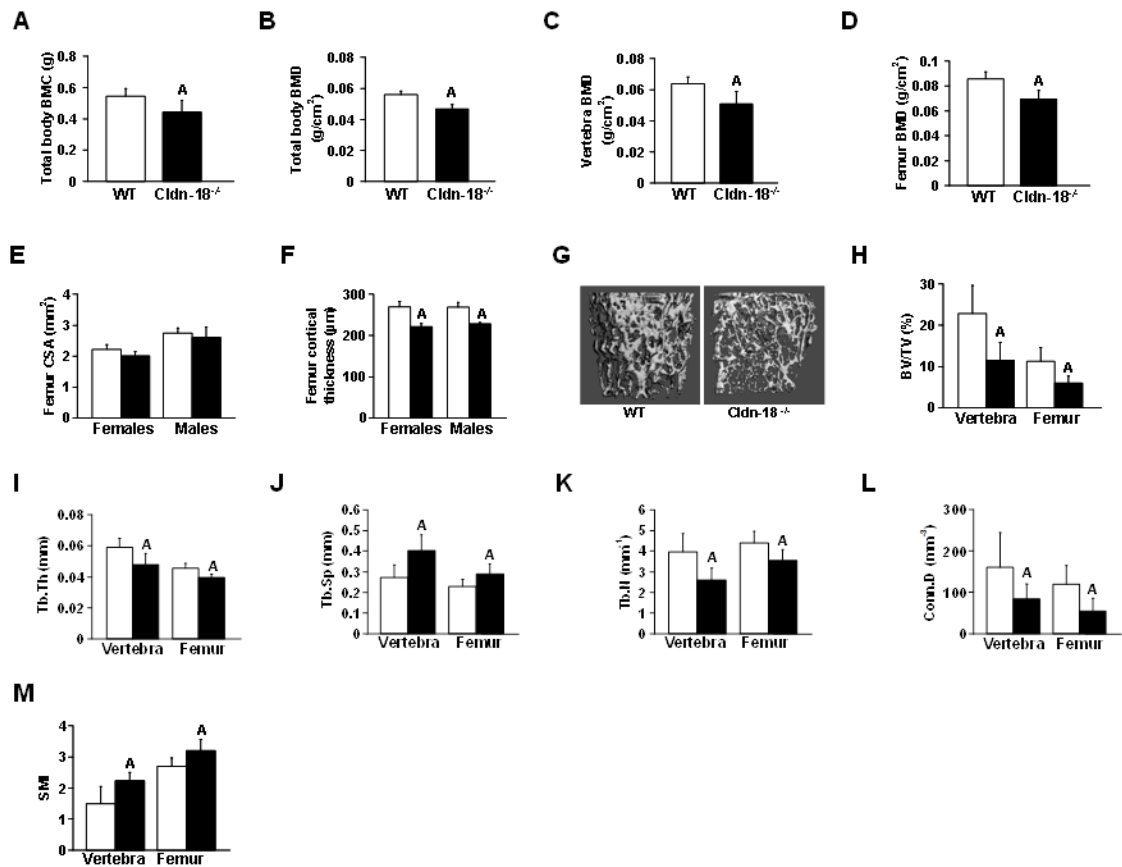 A
Total body BMC (g)
0.8
0.6
0.4
0.2
0
A
WT Cldn-18-/-
B
Total body BMD
(g/cm2)
0.08
0.06
0.04
0.02
0
A
WT Cldn-18-/-
C
Vertebra BMD
(g/cm2)
0.08
0.06
0.04
0.02
0
A
WT Cldn-18-/-
D
Femur BMD (g/cm2)
0.1
0.08
0.06
0.04
0.02
0
A
WT Cldn-18-/-
E
Femur CSA (mm2)
4
3
2
1
0
Females Males
F
Femur cortical
thickness (µm)
300
200
100
0
A
A
Females Males
G
WT Cldn-18 -/-
H
BV/TV (%)
30
20
10
0
A
A
Vertebra Femur
I
Tb.Th (mm)
0.08
0.06
0.04
0.02
0
A
A
Vertebra Femur
J
Tb.Sp (mm)
0.6
0.5
0.4
0.3
0.2
0.1
0
A
A
Vertebra Femur
K
Tb.N (mm-1)
6
5
4
3
2
1
0
A
A
Vertebra Femur
L
Conn.D (mm-3)
300
200
100
0
A
A
Vertebra Femur
M
SMI
4
3
2
1
0
A
A
Vertebra Femur